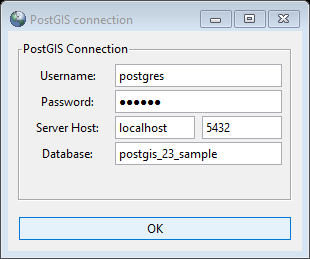 PostGIS connection
PostGIS Connection
Username: postgres
Password: ●●●●●●
Server Host: localhost 5432
Database: postgis_23_sample
OK